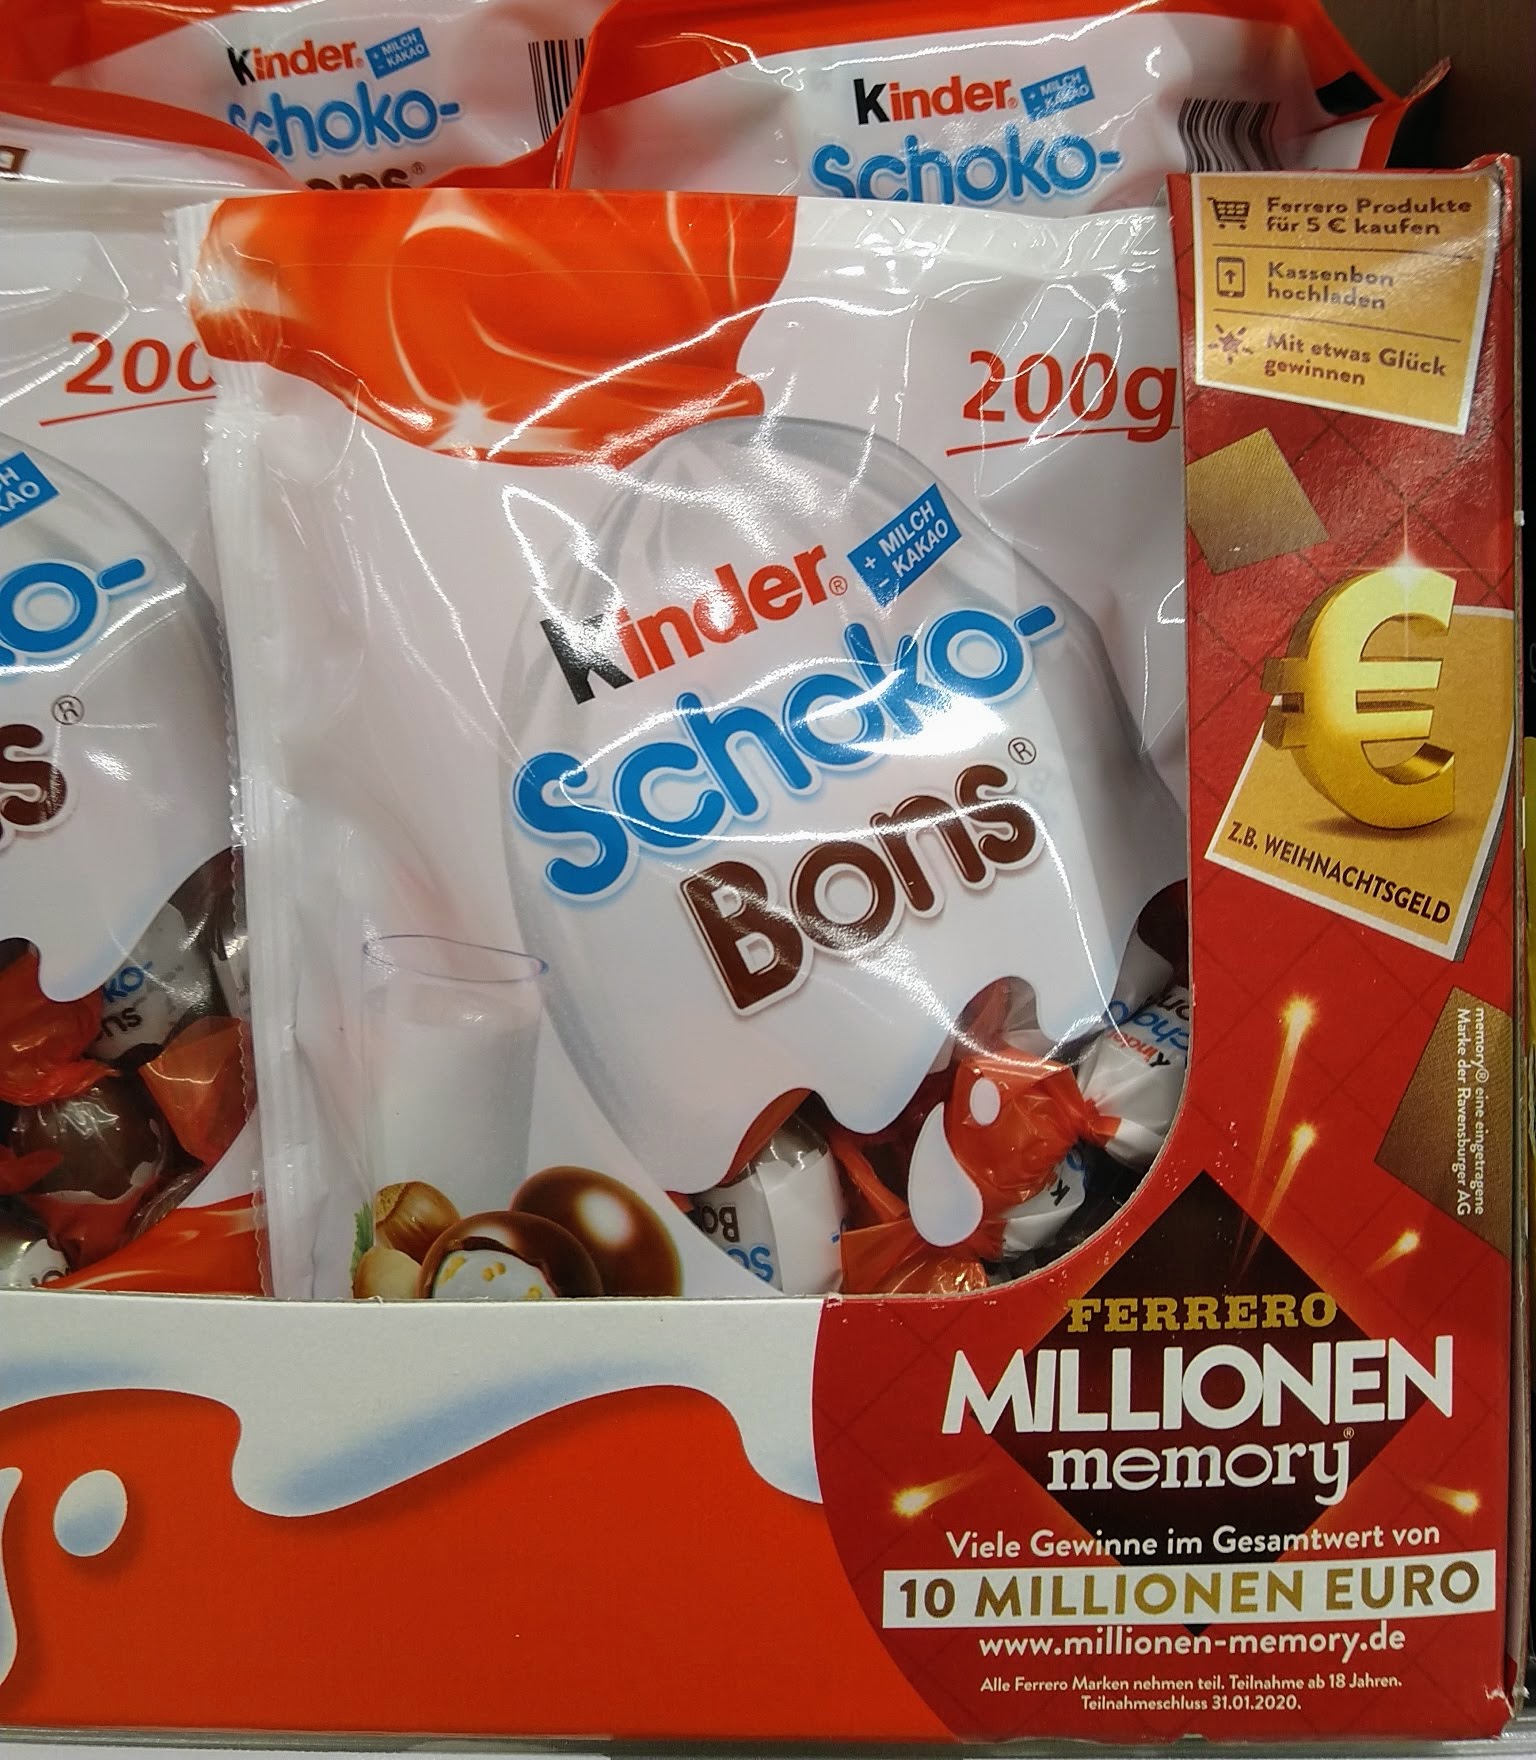 Kinder® + MILCH - KAKAO
Schoko-
Kinder® + MILCH - KAKAO
Schoko-
Ferrero Produkte
für 5 € kaufen
Kassenbon
hochladen
Mit etwas Glück
gewinnen
200g
Kinder®
+ MILCH
- KAKAO
Schoko-
Bons®
€
Z.B. WEIHNACHTSGELD
memory® eine eingetragene
Marke der Ravensburger AG
FERRERO
MILLIONEN
memory®
Viele Gewinne im Gesamtwert von
10 MILLIONEN EURO
www.millionen-memory.de
Alle Ferrero Marken nehmen teil. Teilnahme ab 18 Jahren.
Teilnahmeschluss 31.01.2020.